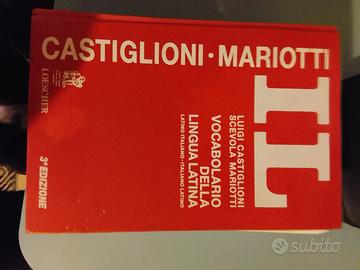 CASTIGLIONI · MARIOTTI
IL
LUIGI CASTIGLIONI
SCEVOLA MARIOTTI
VOCABOLARIO
DELLA
LINGUA LATINA
LATINO ITALIANO·ITALIANO LATINO
LOESCHER
3ª EDIZIONE
subito